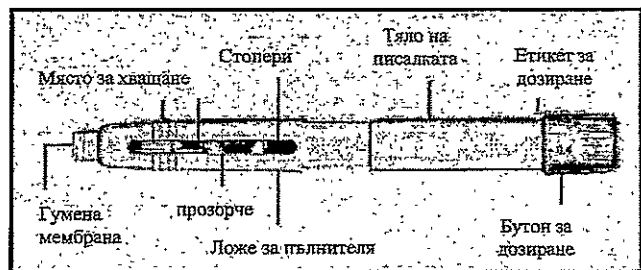 Място за хващане
Стопери
Тяло на
писалката
Етикет за
дозиране
Гумена
мембрана
прозорче
Ложе за пълнителя
Бутон за
дозиране